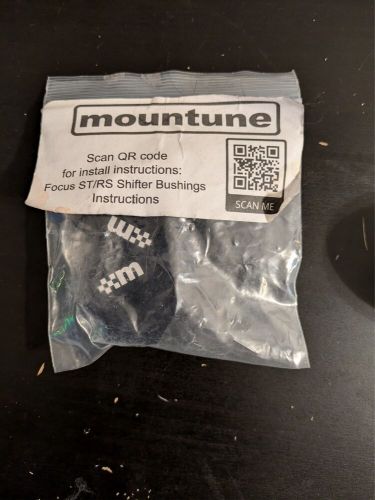 mountune
Scan QR code
for install instructions:
Focus ST/RS Shifter Bushings
Instructions
SCAN ME
m
m